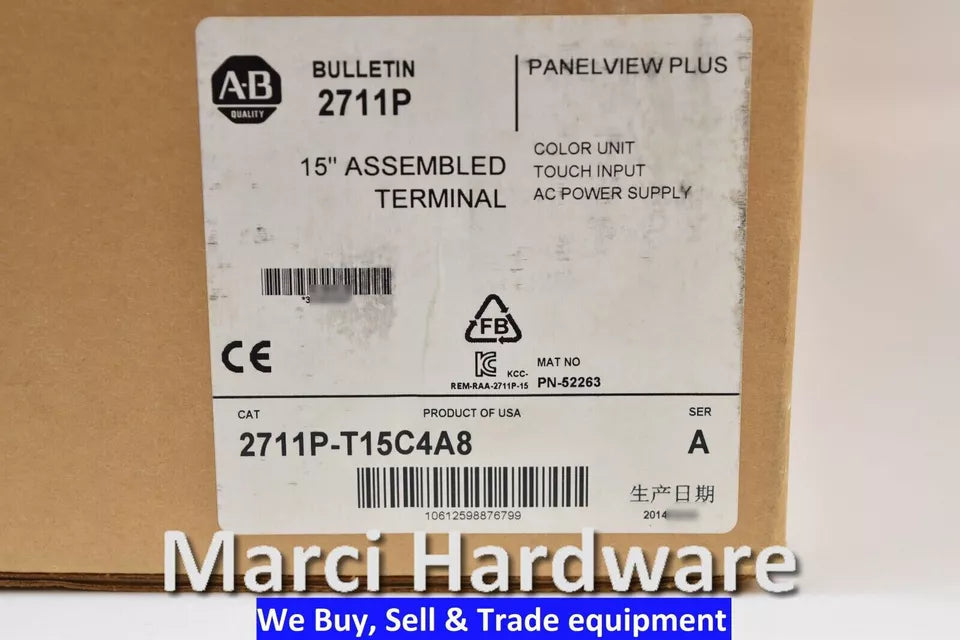 A-B
QUALITY
BULLETIN
2711P
PANELVIEW PLUS
15" ASSEMBLED
TERMINAL
COLOR UNIT
TOUCH INPUT
AC POWER SUPPLY
*3
FB
CE
KCC-
REM-RAA-2711P-15
MAT NO
PN-52263
CAT
PRODUCT OF USA
SER
2711P-T15C4A8
A
10612598876799
生产日期
2014
Marci Hardware
We Buy, Sell & Trade equipment